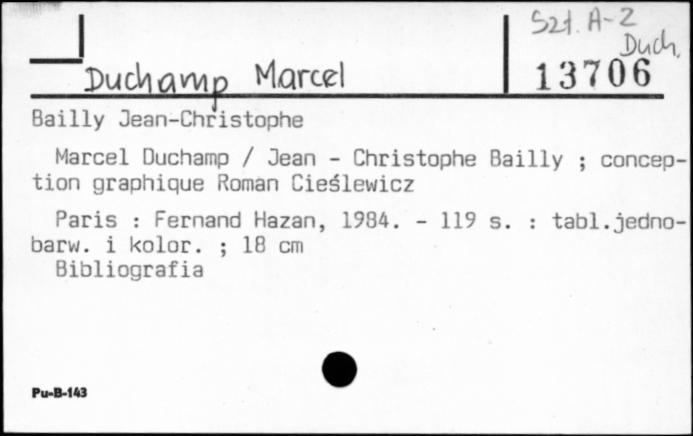 Szt. A-Z
Duch.
Duchamp Marcel
13706
Bailly Jean-Christophe
Marcel Duchamp / Jean - Christophe Bailly ; concep-
tion graphique Roman Cieślewicz
Paris : Fernand Hazan, 1984. - 119 s. : tabl.jedno-
barw. i kolor. ; 18 cm
Bibliografia
Pu-B-143